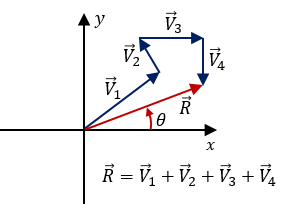 y
V⃗₃
V⃗₂
V⃗₄
V⃗₁
R⃗
θ
x
R⃗ = V⃗₁ + V⃗₂ + V⃗₃ + V⃗₄